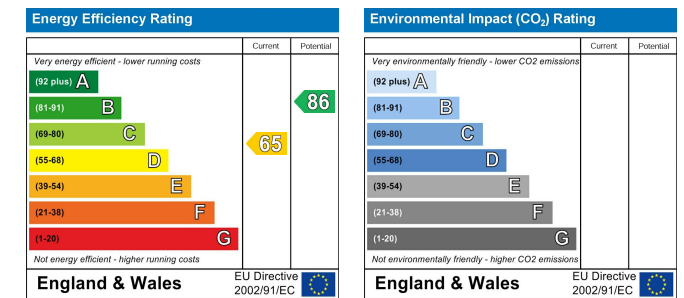 Energy Efficiency Rating
Current Potential
Very energy efficient - lower running costs
(92 plus) A
(81-91) B
(69-80) C
(55-68) D
(39-54) E
(21-38) F
(1-20) G
65
86
Not energy efficient - higher running costs
England & Wales
EU Directive
2002/91/EC
Environmental Impact (CO2) Rating
Current Potential
Very environmentally friendly - lower CO2 emissions
(92 plus) A
(81-91) B
(69-80) C
(55-68) D
(39-54) E
(21-38) F
(1-20) G
Not environmentally friendly - higher CO2 emissions
England & Wales
EU Directive
2002/91/EC